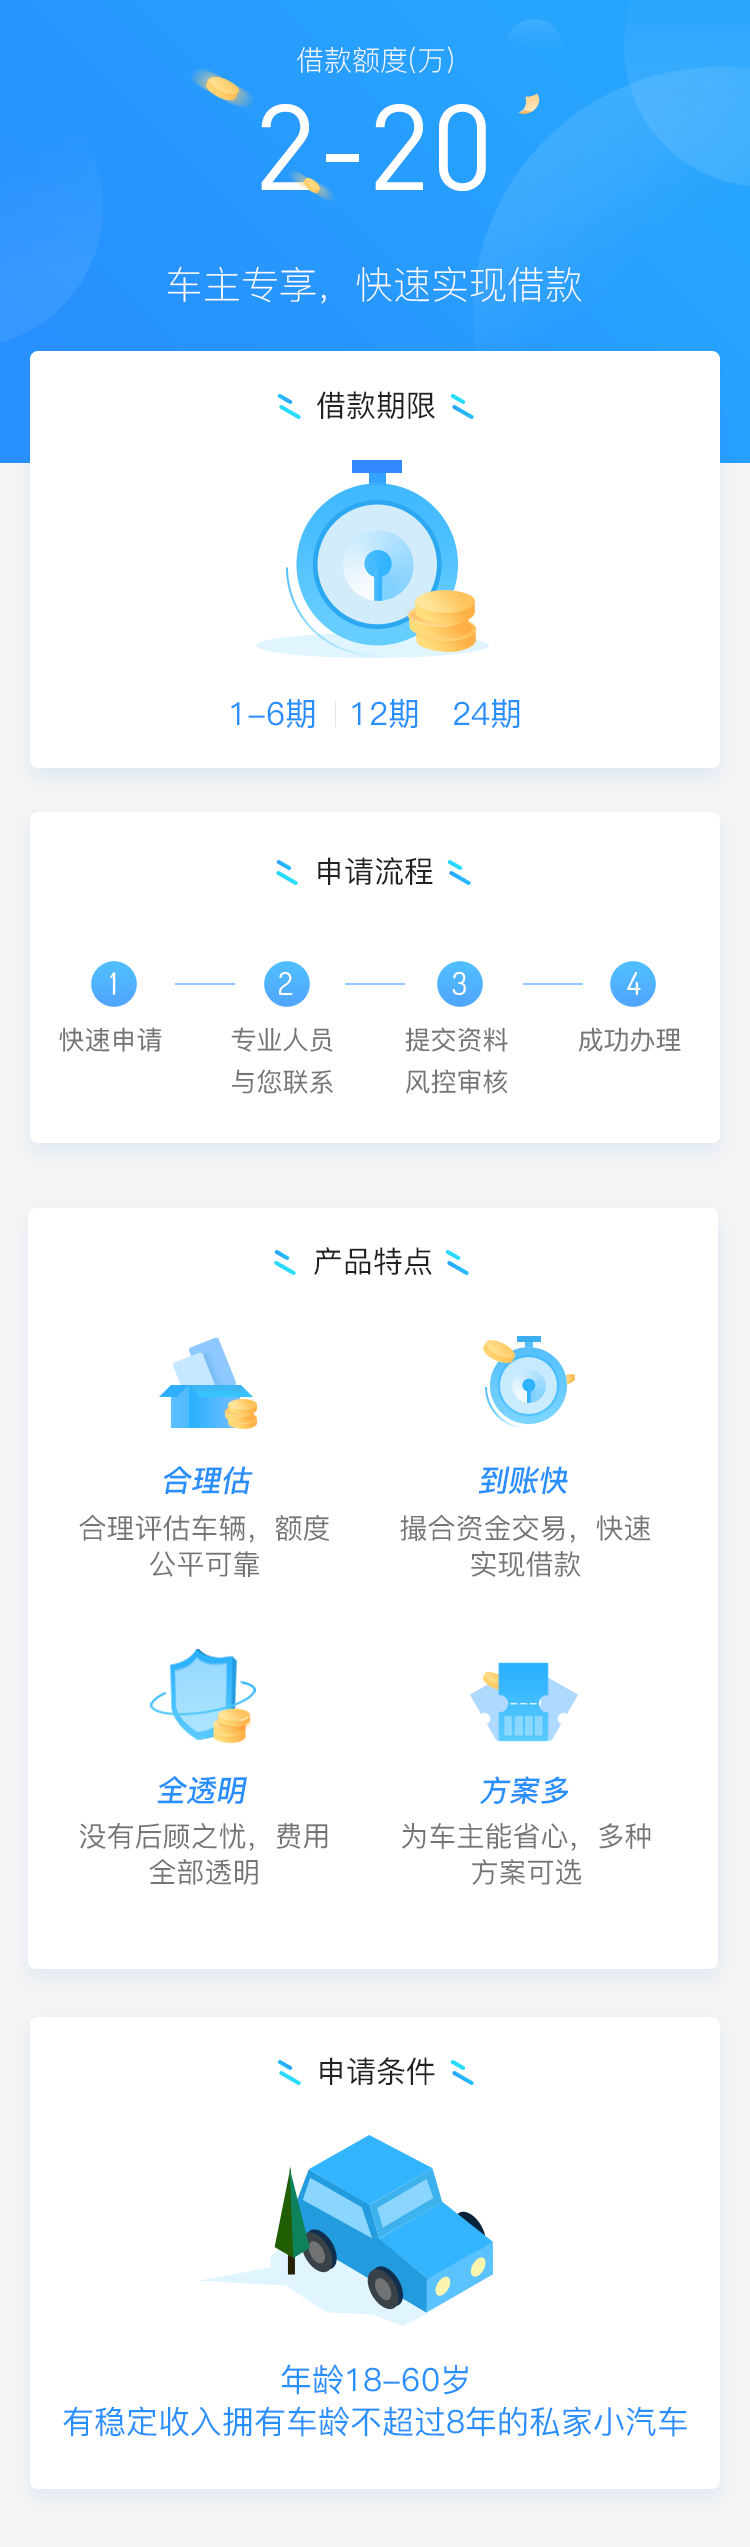 借款额度(万)
2-20
车主专享，快速实现借款
借款期限
1-6期 12期 24期
申请流程
1 2 3 4
快速申请 专业人员 提交资料 成功办理
与您联系 风控审核
产品特点
合理估 到账快
合理评估车辆，额度 撮合资金交易，快速
公平可靠 实现借款
全透明 方案多
没有后顾之忧，费用 为车主能省心，多种
全部透明 方案可选
申请条件
年龄18-60岁
有稳定收入拥有车龄不超过8年的私家小汽车